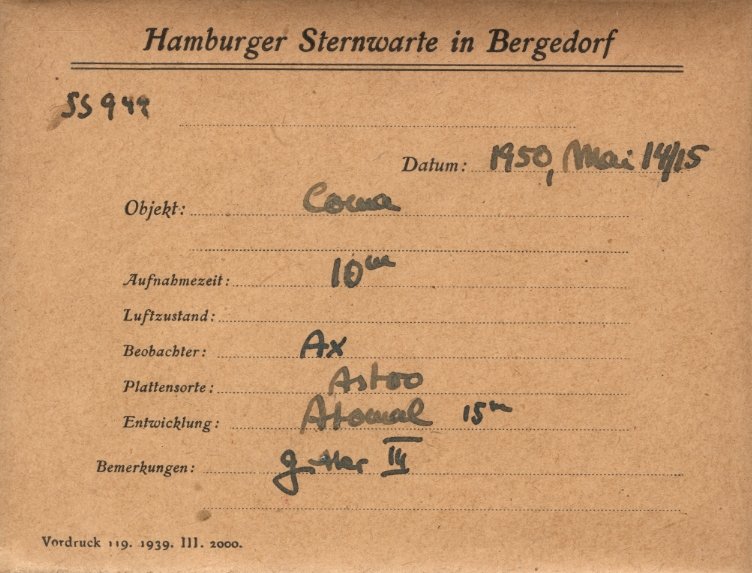 Hamburger Sternwarte in Bergedorf
SS 944
Datum: 1950, Mai 14/15
Objekt: Coma
Aufnahmezeit: 10m
Luftzustand:
Beobachter: Ax
Plattensorte: Astro
Entwicklung: Atomal 15m
Bemerkungen: Gitter IV
Vordruck 119. 1939. III. 2000.